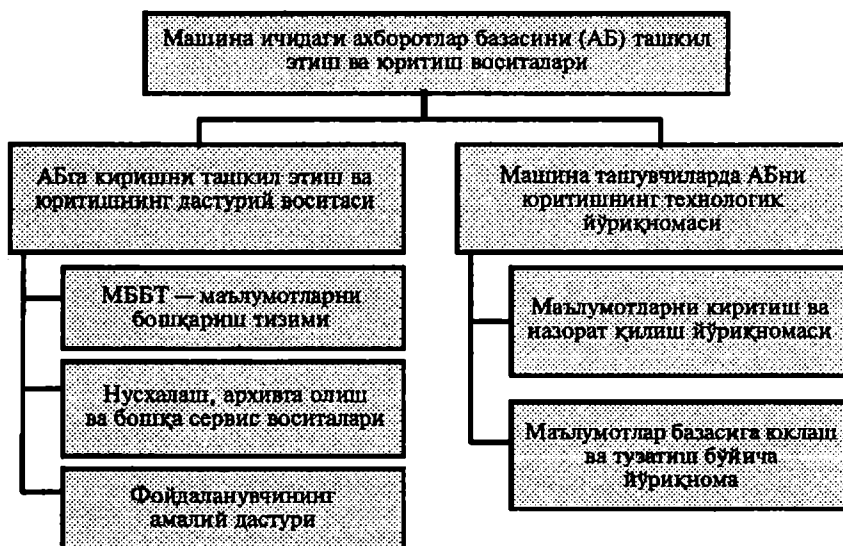 Машина ичидаги ахборотлар базасини (АБ) ташкил
этиш ва юритиш воситалари
АБга киришни ташкил этиш ва
юритишнинг дастурий воситаси
МББТ — маълумотларни
бошқариш тизими
Нусхалаш, архивга олиш
ва бошқа сервис воситалари
Фойдаланувчининг
амалий дастури
Машина ташувчиларда АБни
юритишнинг технологик
йўриқномаси
Маълумотларни киритиш ва
назорат қилиш йўриқномаси
Маълумотлар базасига юклаш
ва тузатиш бўйича
йўриқнома